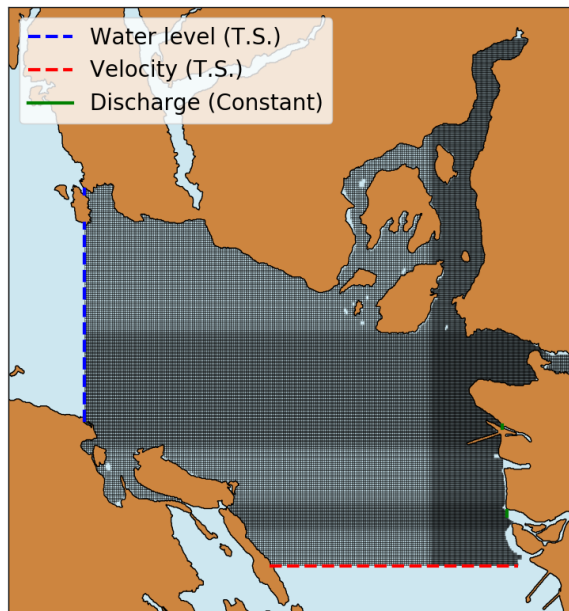 Water level (T.S.)
Velocity (T.S.)
Discharge (Constant)